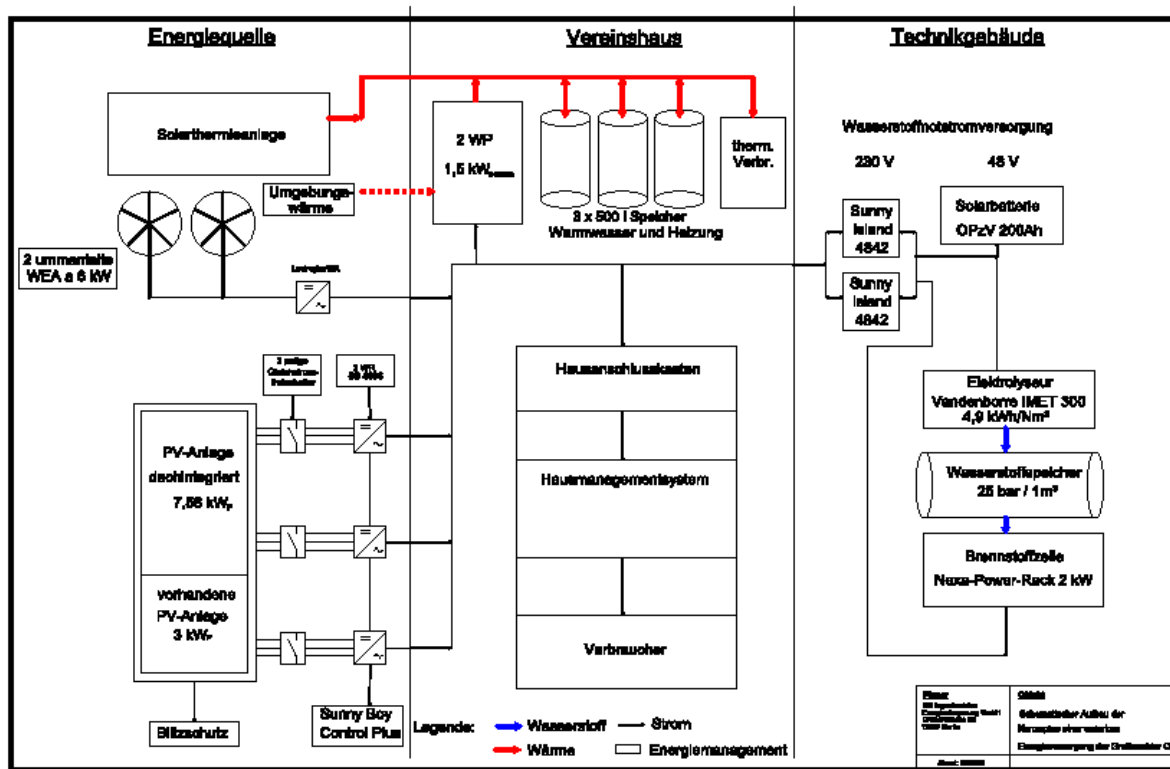 Energiequelle
Vereinshaus
Technikgebäude
Solarthermieanlage
2 WP
1,5 kW
therm.
Verbr.
Wasserstoffnotstromversorgung
230 V
48 V
Umgebungs-
wärme
3 x 500 l Speicher
Warmwasser und Heizung
Sunny
Island
4842
Solarbatterie
OPzV 200Ah
2 ummantelte
WEA a 6 kW
Sunny
Island
4842
Hausanschlusskasten
Elektrolyseur
Vandenborre IMET 300
4,9 kWh/Nm³
PV-Anlage
dachintegriert
7,56 kWp
Hausmanagementsystem
Wasserstoffspeicher
25 bar / 1m³
Brennstoffzelle
Nexa-Power-Rack 2 kW
vorhandene
PV-Anlage
3 kWp
Verbraucher
Blitzschutz
Sunny Boy
Control Plus
Legende:
Wasserstoff
Strom
Wärme
Energiemanagement
Schematischer Aufbau der